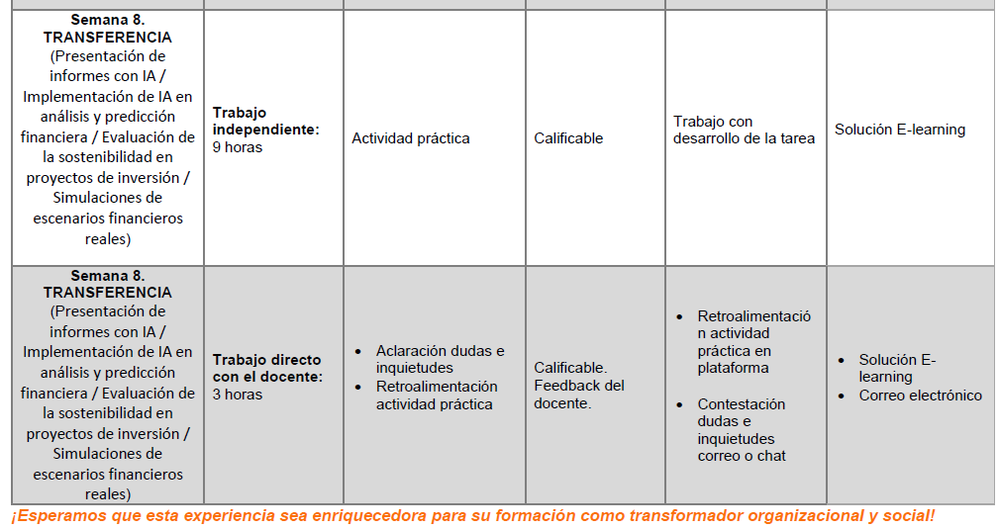 Semana 8.
TRANSFERENCIA
(Presentación de
informes con IA /
Implementación de IA en
análisis y predicción
financiera / Evaluación de
la sostenibilidad en
proyectos de inversión /
Simulaciones de
escenarios financieros
reales)
Trabajo
independiente:
9 horas
Actividad práctica
Calificable
Trabajo con
desarrollo de la tarea
Solución E-learning
Semana 8.
TRANSFERENCIA
(Presentación de
informes con IA /
Implementación de IA en
análisis y predicción
financiera / Evaluación de
la sostenibilidad en
proyectos de inversión /
Simulaciones de
escenarios financieros
reales)
Trabajo directo
con el docente:
3 horas
• Aclaración dudas e
inquietudes
• Retroalimentación
actividad práctica
Calificable.
Feedback del
docente.
• Retroalimentació
n actividad
práctica en
plataforma
• Contestación
dudas e
inquietudes
correo o chat
• Solución E-
learning
• Correo electrónico
¡Esperamos que esta experiencia sea enriquecedora para su formación como transformador organizacional y social!